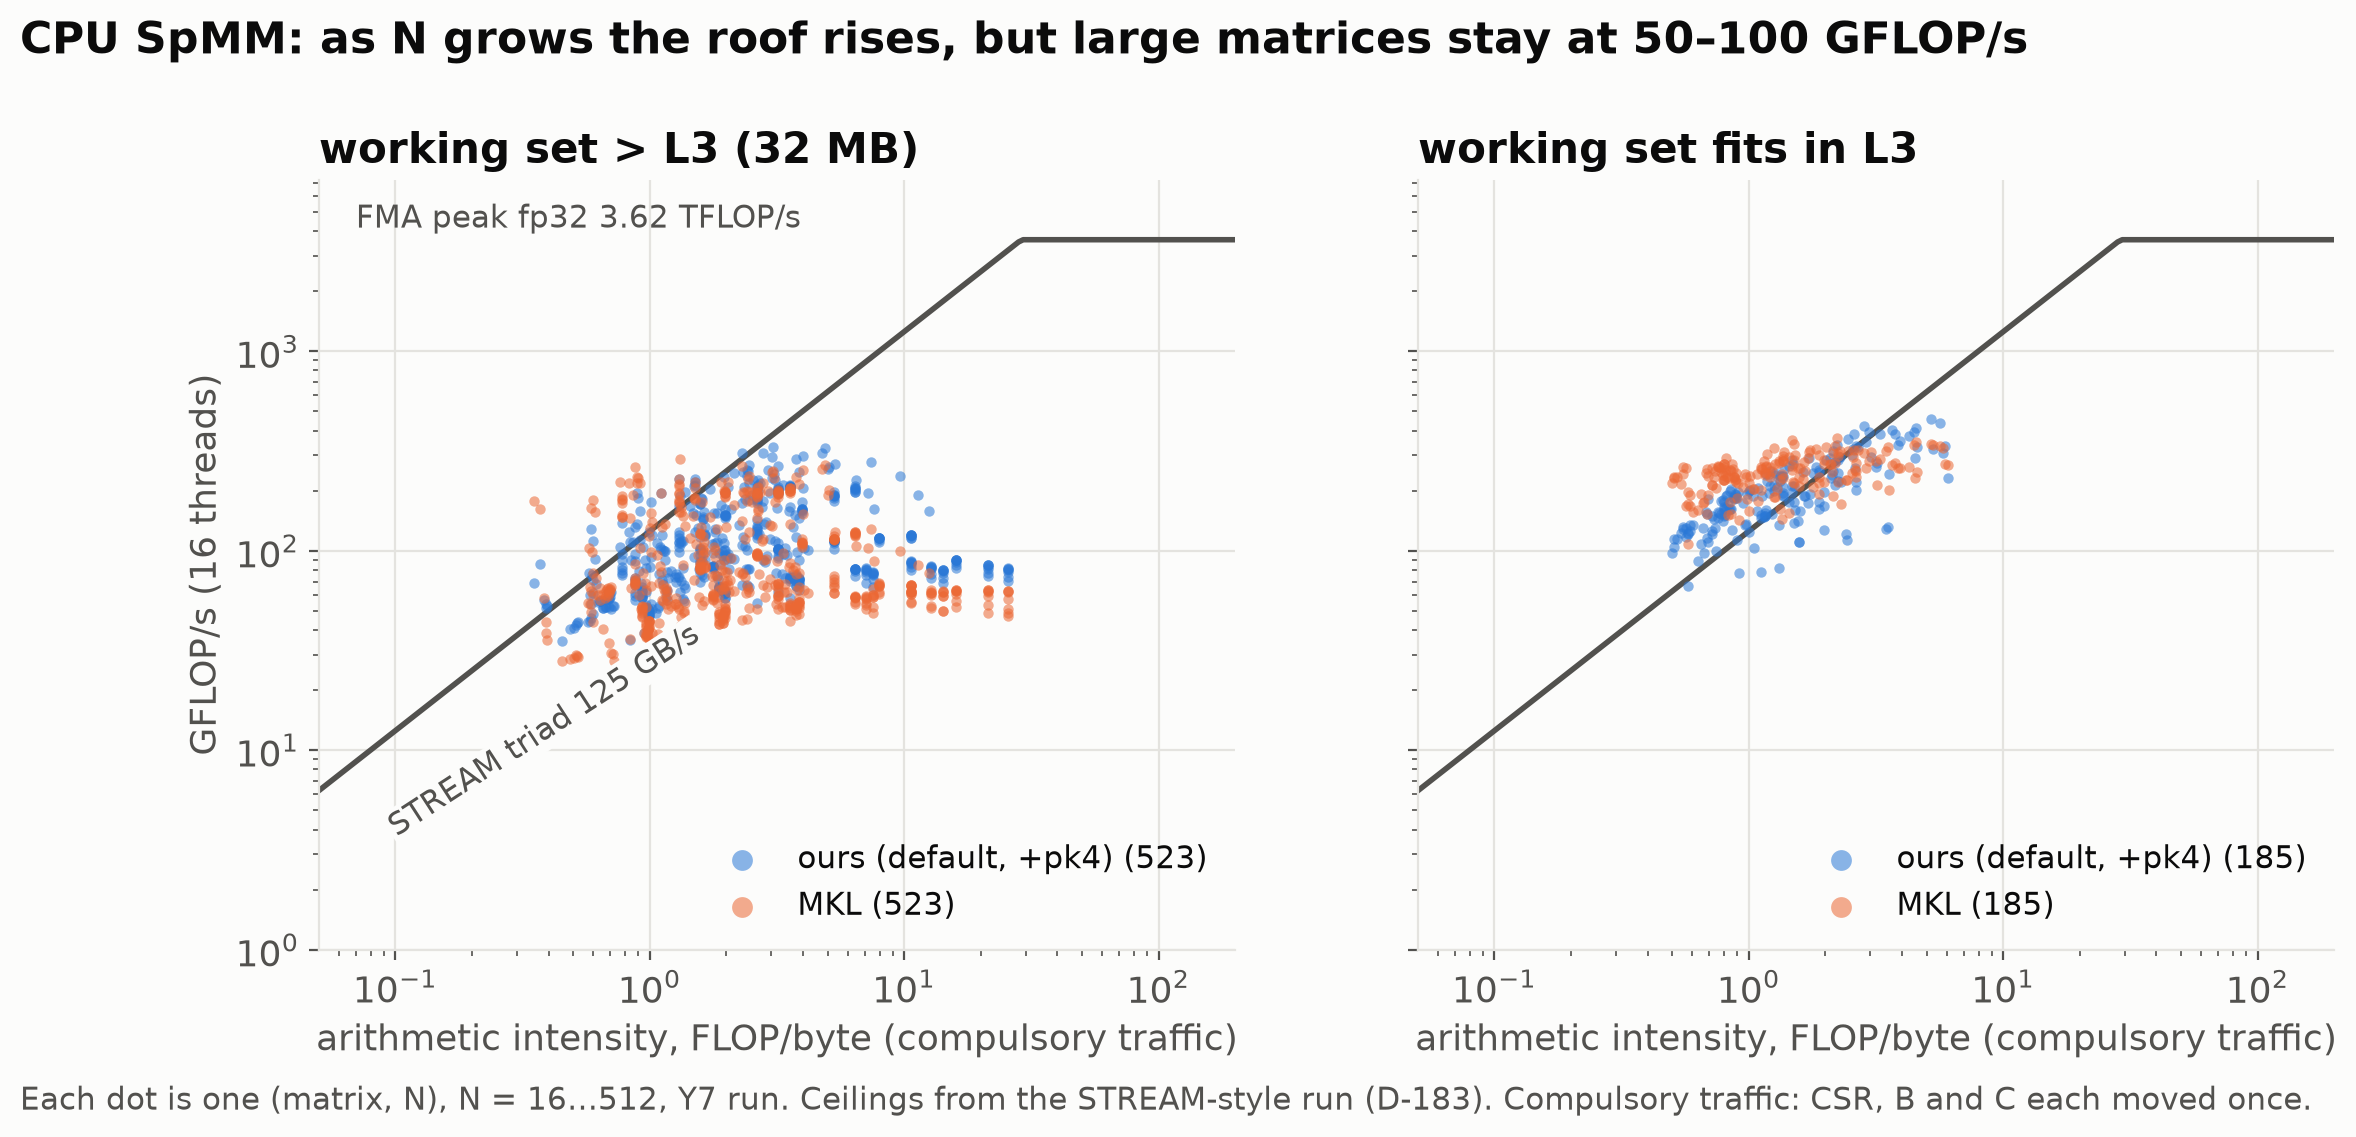 CPU SpMM: as N grows the roof rises, but large matrices stay at 50–100 GFLOP/s
working set > L3 (32 MB)
FMA peak fp32 3.62 TFLOP/s
STREAM triad 125 GB/s
GFLOP/s (16 threads)
10³
10²
10¹
10⁰
ours (default, +pk4) (523)
MKL (523)
10⁻¹ 10⁰ 10¹ 10²
arithmetic intensity, FLOP/byte (compulsory traffic)
working set fits in L3
ours (default, +pk4) (185)
MKL (185)
10⁻¹ 10⁰ 10¹ 10²
arithmetic intensity, FLOP/byte (compulsory traffic)
Each dot is one (matrix, N), N = 16…512, Y7 run. Ceilings from the STREAM-style run (D-183). Compulsory traffic: CSR, B and C each moved once.